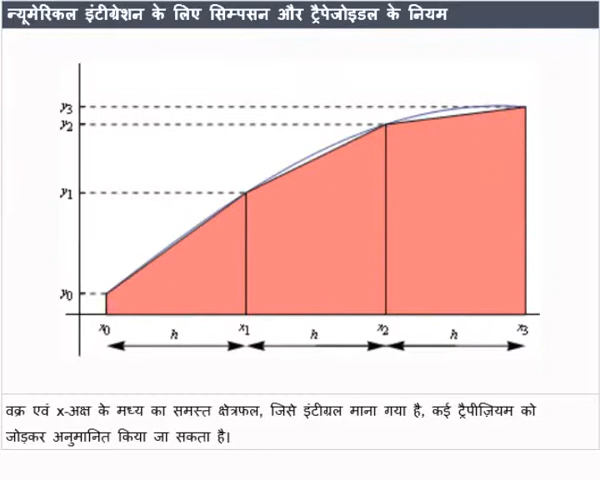 न्यूमेरिकल इंटीग्रेशन के लिए सिम्पसन और ट्रैपेजोइडल के नियम
y3
y2
y1
y0
x0 x1 x2 x3
h h h
वक्र एवं x-अक्ष के मध्य का समस्त क्षेत्रफल, जिसे इंटीग्रल माना गया है, कई ट्रैपीज़ियम को
जोड़कर अनुमानित किया जा सकता है।